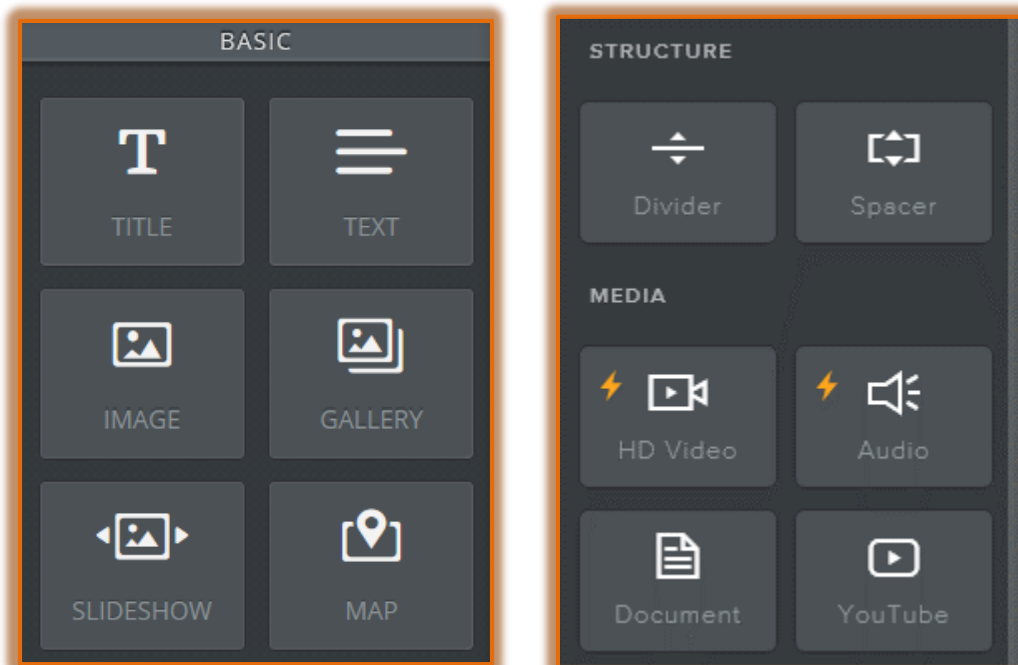 BASIC
TITLE TEXT
IMAGE GALLERY
SLIDESHOW MAP
STRUCTURE
Divider Spacer
MEDIA
HD Video Audio
Document YouTube